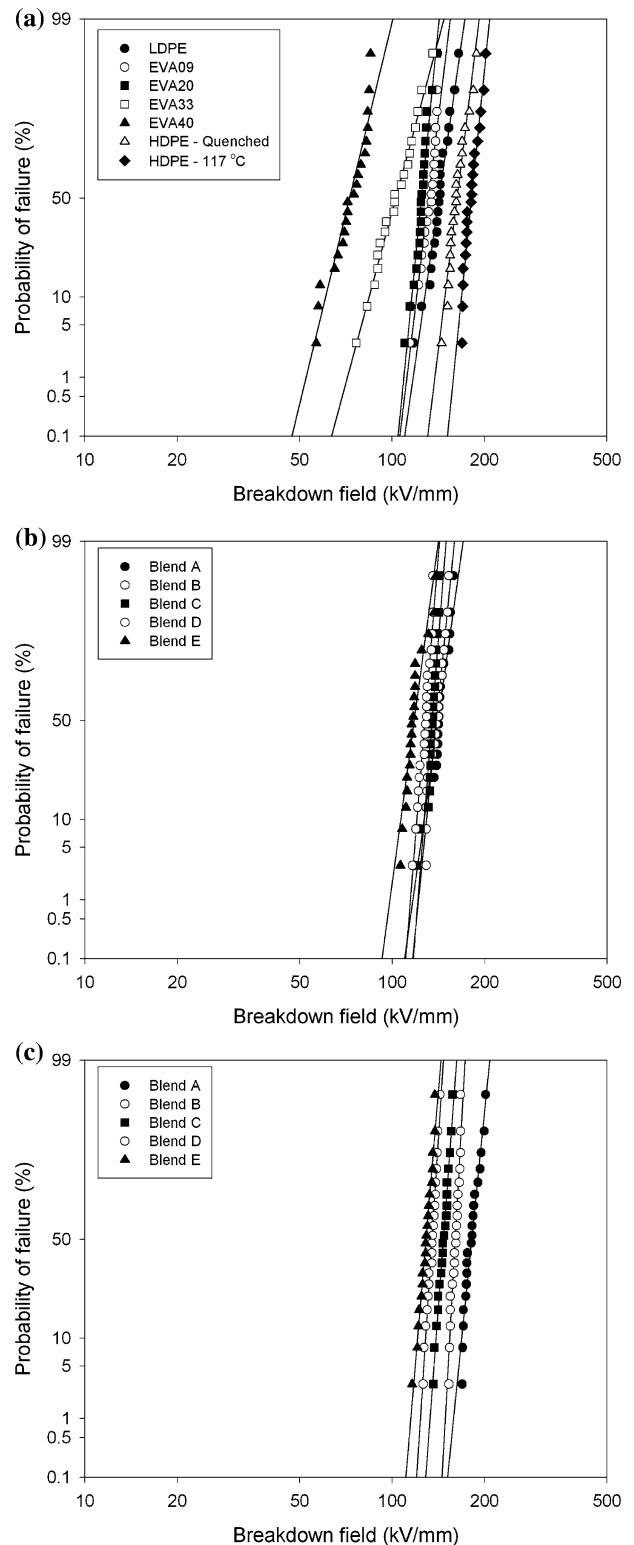 (a)
99
LDPE
EVA09
EVA20
EVA33
EVA40
HDPE - Quenched
HDPE - 117 °C
50
10
5
1
0.5
0.1
Probability of failure (%)
10 20 50 100 200 500
Breakdown field (kV/mm)
(b)
99
Blend A
Blend B
Blend C
Blend D
Blend E
50
10
5
1
0.5
0.1
Probability of failure (%)
10 20 50 100 200 500
Breakdown field (kV/mm)
(c)
99
Blend A
Blend B
Blend C
Blend D
Blend E
50
10
5
1
0.5
0.1
Probability of failure (%)
10 20 50 100 200 500
Breakdown field (kV/mm)